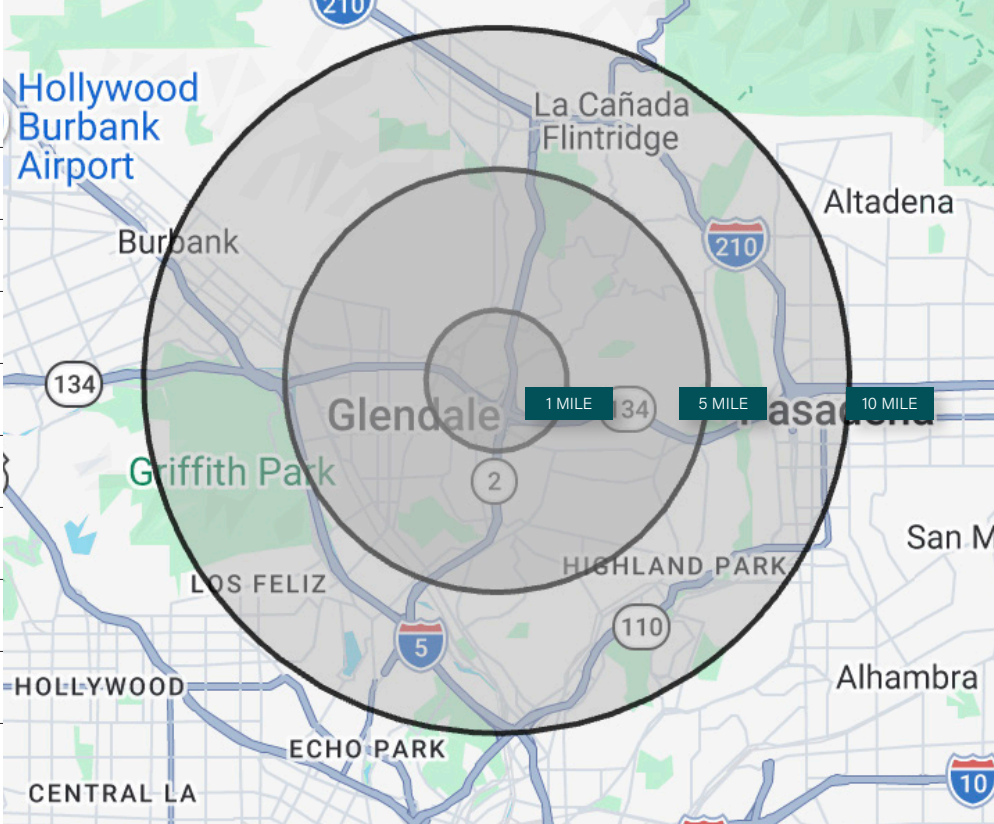 210
Hollywood
Burbank
Airport
La Cañada
Flintridge
Altadena
Burbank
210
134
1 MILE
134
5 MILE
10 MILE
Glendale
Pasadena
Griffith Park
2
San M
HIGHLAND PARK
LOS FELIZ
110
5
Alhambra
HOLLYWOOD
ECHO PARK
10
CENTRAL LA